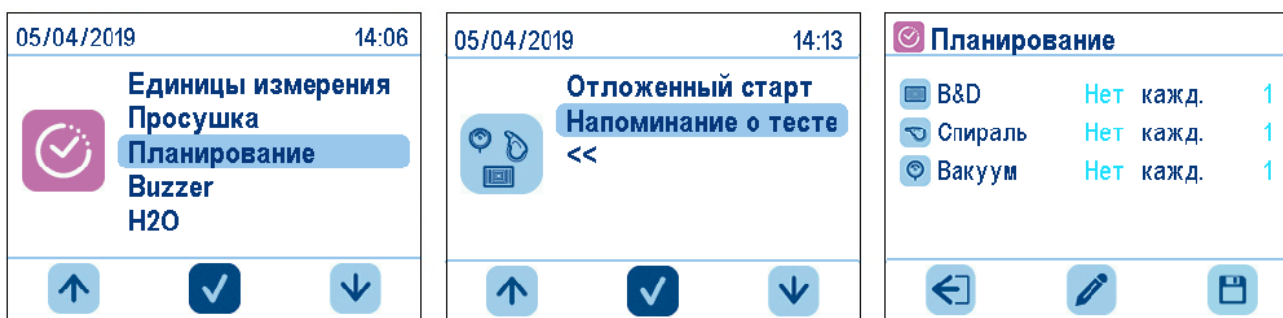 05/04/2019 14:06
Единицы измерения
Просушка
Планирование
Buzzer
H2O
05/04/2019 14:13
Отложенный старт
Напоминание о тесте
<<
Планирование
B&D Нет кажд. 1
Спираль Нет кажд. 1
Вакуум Нет кажд. 1